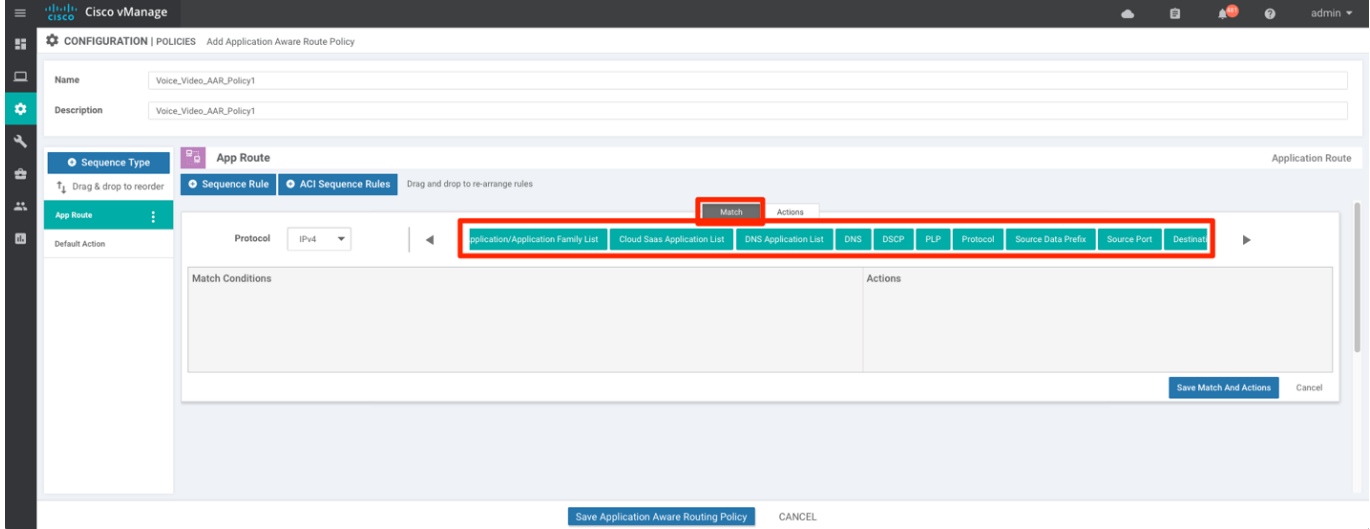 Cisco vManage
cisco
admin
CONFIGURATION | POLICIES Add Application Aware Route Policy
Name Voice_Video_AAR_Policy1
Description Voice_Video_AAR_Policy1
Sequence Type
Drag & drop to reorder
App Route
Default Action
App Route Application Route
Sequence Rule ACI Sequence Rules Drag and drop to re-arrange rules
Match Actions
Protocol IPv4 pplication/Application Family List Cloud Saas Application List DNS Application List DNS DSCP PLP Protocol Source Data Prefix Source Port Destinati
Match Conditions Actions
Save Match And Actions Cancel
Save Application Aware Routing Policy CANCEL